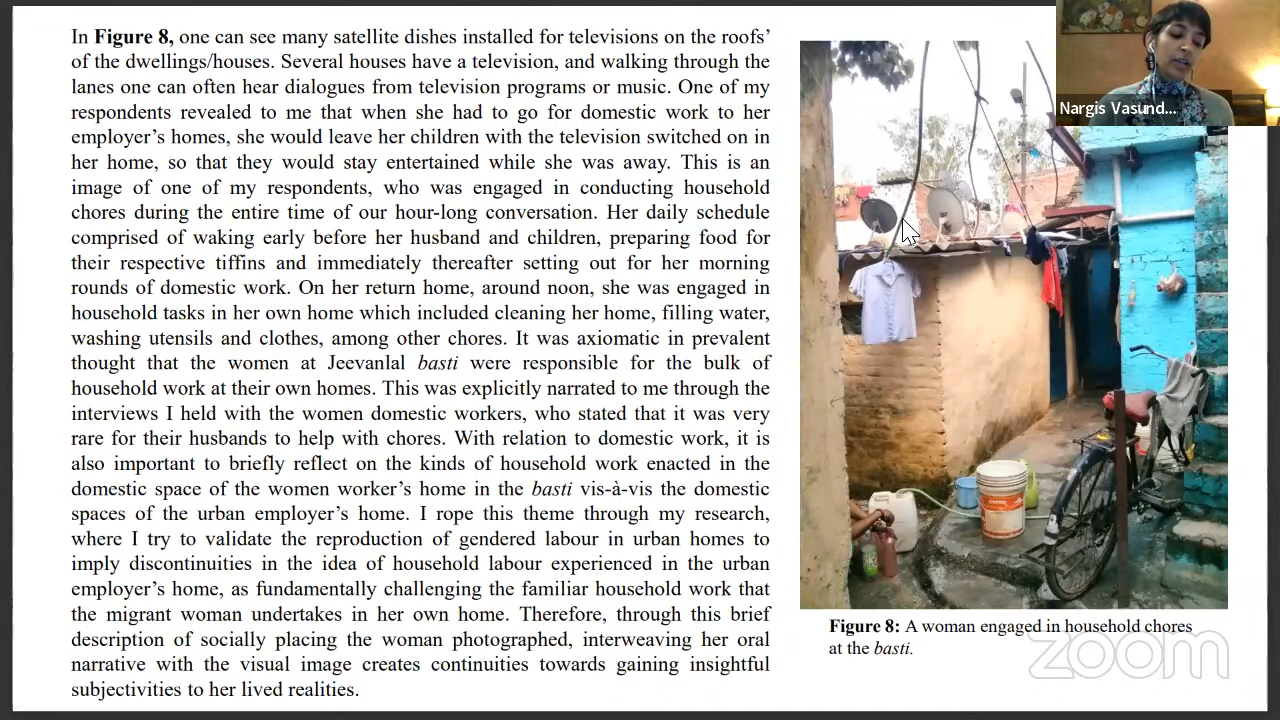 In Figure 8, one can see many satellite dishes installed for televisions on the roofs’
of the dwellings/houses. Several houses have a television, and walking through the
lanes one can often hear dialogues from television programs or music. One of my
respondents revealed to me that when she had to go for domestic work to her
employer’s homes, she would leave her children with the television switched on in
her home, so that they would stay entertained while she was away. This is an
image of one of my respondents, who was engaged in conducting household
chores during the entire time of our hour-long conversation. Her daily schedule
comprised of waking early before her husband and children, preparing food for
their respective tiffins and immediately thereafter setting out for her morning
rounds of domestic work. On her return home, around noon, she was engaged in
household tasks in her own home which included cleaning her home, filling water,
washing utensils and clothes, among other chores. It was axiomatic in prevalent
thought that the women at Jeevanlal basti were responsible for the bulk of
household work at their own homes. This was explicitly narrated to me through the
interviews I held with the women domestic workers, who stated that it was very
rare for their husbands to help with chores. With relation to domestic work, it is
also important to briefly reflect on the kinds of household work enacted in the
domestic space of the women worker’s home in the basti vis-à-vis the domestic
spaces of the urban employer’s home. I rope this theme through my research,
where I try to validate the reproduction of gendered labour in urban homes to
imply discontinuities in the idea of household labour experienced in the urban
employer’s home, as fundamentally challenging the familiar household work that
the migrant woman undertakes in her own home. Therefore, through this brief
description of socially placing the woman photographed, interweaving her oral
narrative with the visual image creates continuities towards gaining insightful
subjectivities to her lived realities.
Nargis Vasund...
Figure 8: A woman engaged in household chores
at the basti.
zoom